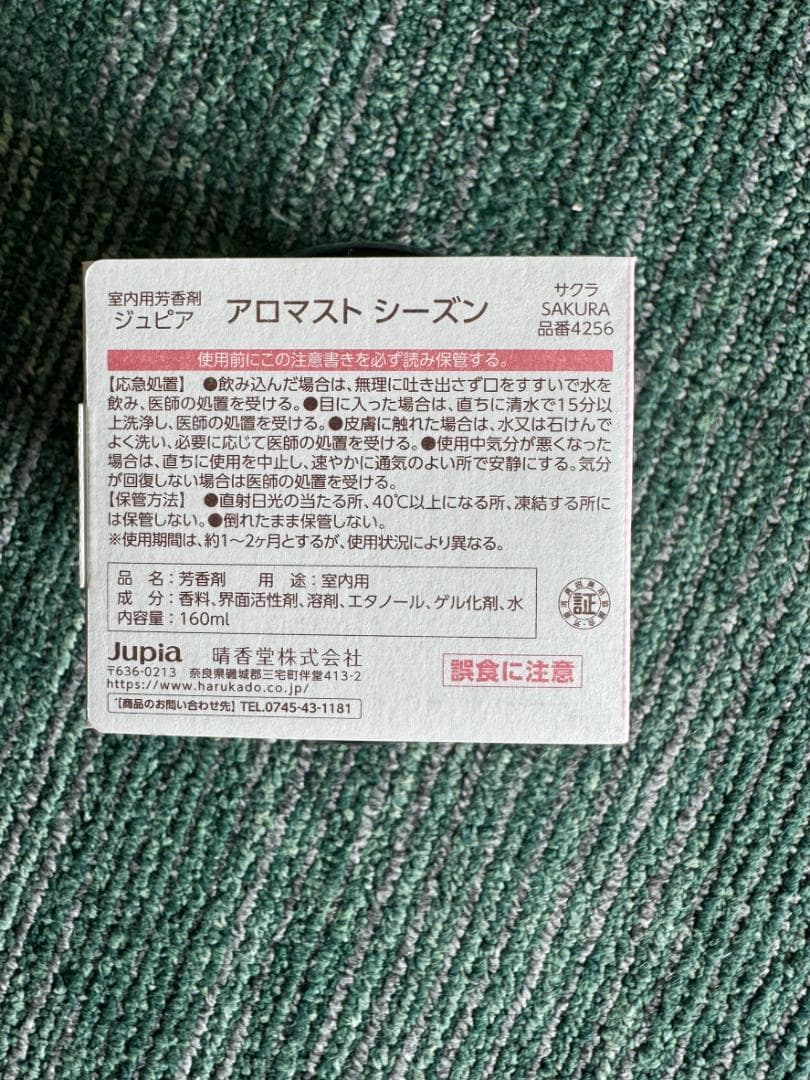 室内用芳香剤
ジュピア
アロマスト シーズン
サクラ
SAKURA
品番4256
使用前にこの注意書きを必ず読み保管する。
【応急処置】 ●飲み込んだ場合は、無理に吐き出さず口をすすいで水を
飲み、医師の処置を受ける。●目に入った場合は、直ちに清水で15分以
上洗浄し、医師の処置を受ける。●皮膚に触れた場合は、水又は石けんで
よく洗い、必要に応じて医師の処置を受ける。●使用中気分が悪くなった
場合は、直ちに使用を中止し、速やかに通気のよい所で安静にする。気分
が回復しない場合は医師の処置を受ける。
【保管方法】 ●直射日光の当たる所、40℃以上になる所、凍結する所に
は保管しない。●倒れたまま保管しない。
※使用期間は、約1～2ヶ月とするが、使用状況により異なる。
品 名：芳香剤 用 途：室内用
成 分：香料、界面活性剤、溶剤、エタノール、ゲル化剤、水
内容量：160ml
証
Jupia 晴香堂株式会社
〒636-0213 奈良県磯城郡三宅町伴堂413-2
https://www.harukado.co.jp/
【商品のお問い合わせ先】TEL.0745-43-1181
誤食に注意